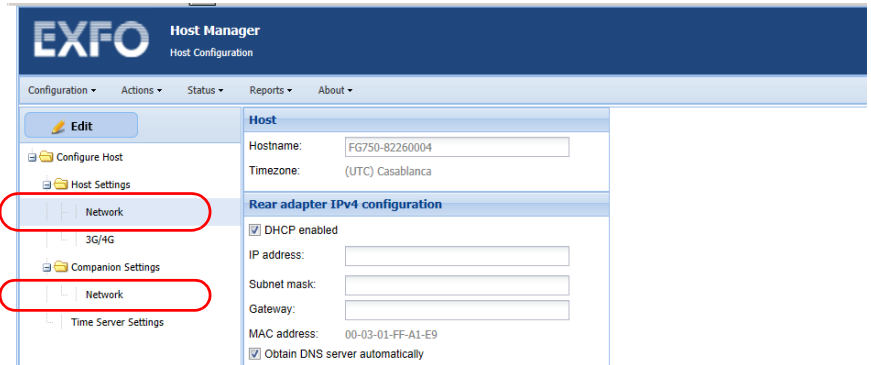 EXFO
Host Manager
Host Configuration
Configuration Actions Status Reports About
Edit
Configure Host
Host Settings
Network
3G/4G
Companion Settings
Network
Time Server Settings
Host
Hostname: FG750-82260004
Timezone: (UTC) Casablanca
Rear adapter IPv4 configuration
DHCP enabled
IP address:
Subnet mask:
Gateway:
MAC address: 00-03-01-FF-A1-E9
Obtain DNS server automatically